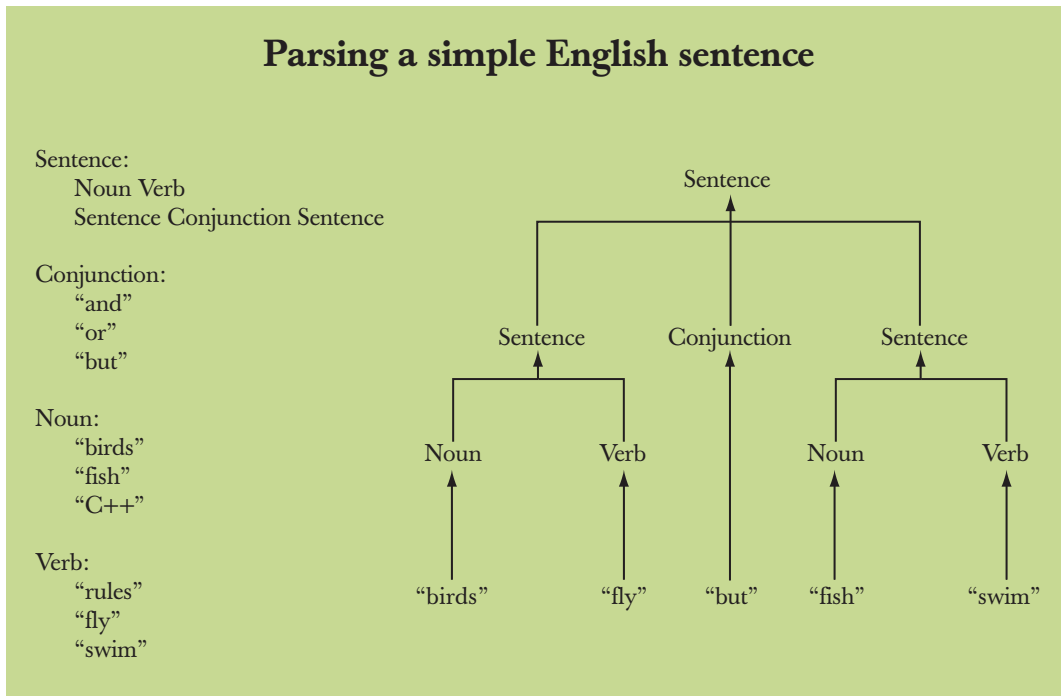 Parsing a simple English sentence
Sentence:
Noun Verb
Sentence Conjunction Sentence
Conjunction:
“and”
“or”
“but”
Noun:
“birds”
“fish”
“C++”
Verb:
“rules”
“fly”
“swim”
Sentence
Sentence Conjunction Sentence
Noun Verb Noun Verb
“birds” “fly” “but” “fish” “swim”